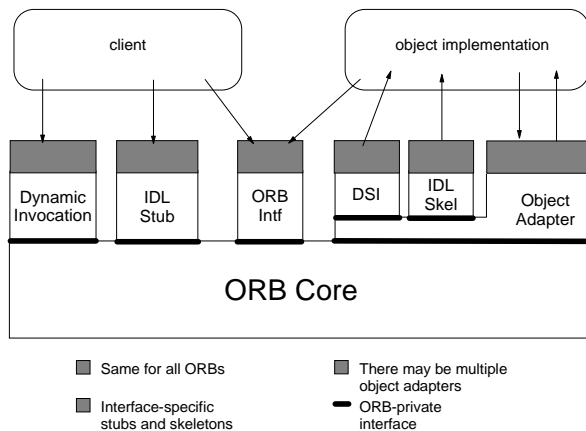 client
object implementation
Dynamic
Invocation
IDL
Stub
ORB
Intf
DSI
IDL
Skel
Object
Adapter
ORB Core
Same for all ORBs
There may be multiple
object adapters
Interface-specific
stubs and skeletons
ORB-private
interface